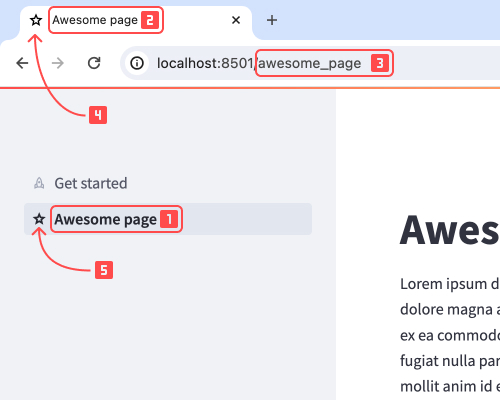 Awesome page 2
localhost:8501/awesome_page 3
4
Get started
Awesome page 1
5
Awes
Lorem ipsum d
dolore magna a
ex ea commodo
fugiat nulla par
mollit anim id e